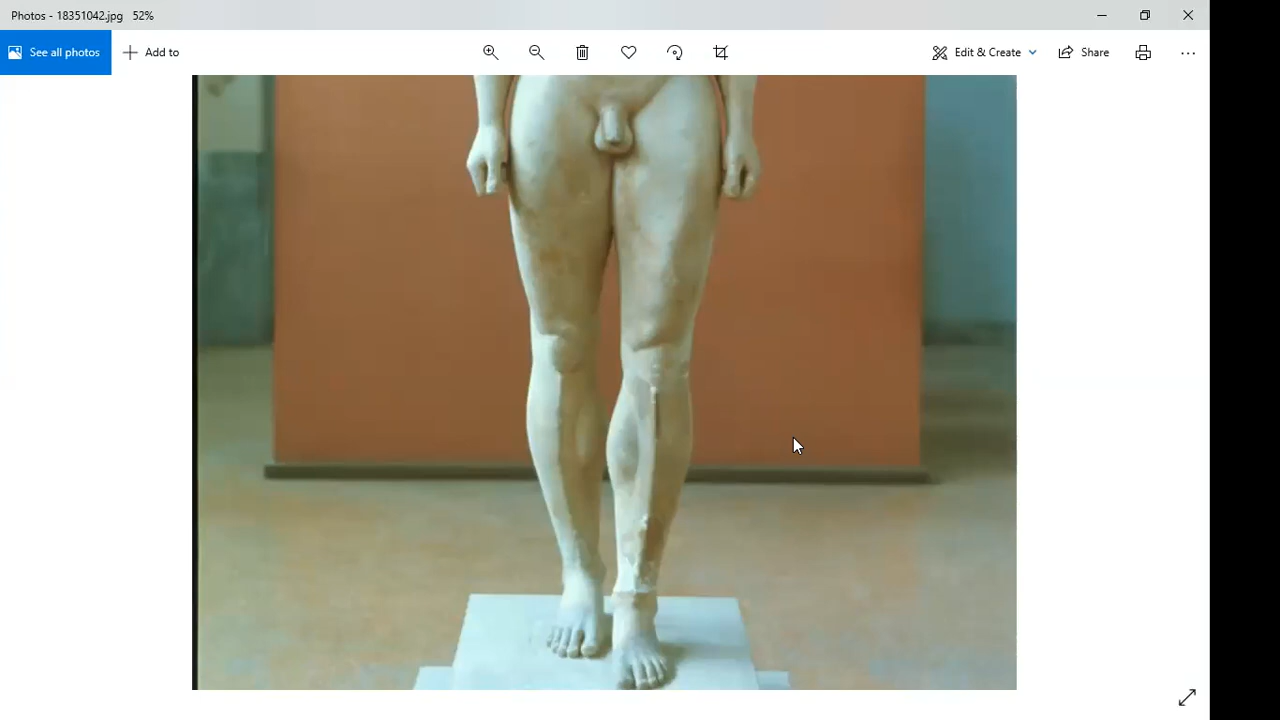 Photos - 18351042.jpg   52%
See all photos
Add to
Edit & Create
Share